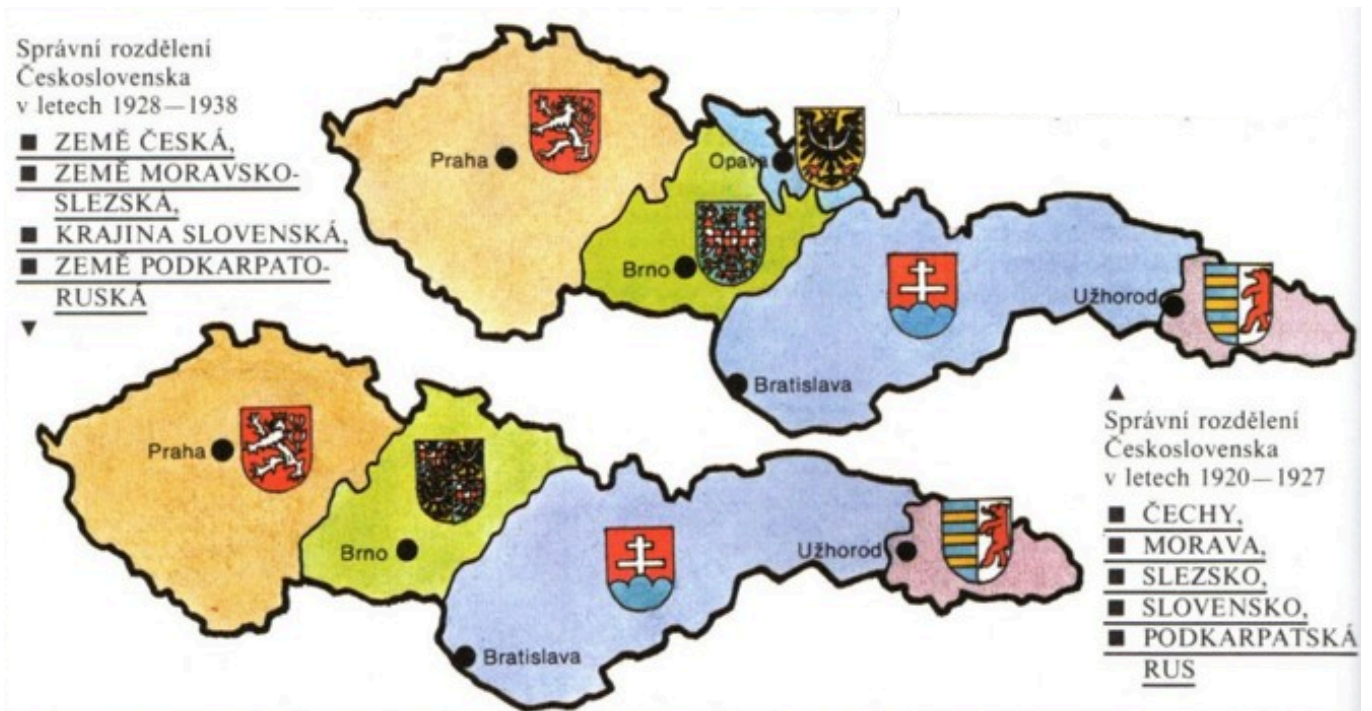 Správní rozdělení
Československa
v letech 1928—1938
■ ZEMĚ ČESKÁ,
■ ZEMĚ MORAVSKO-
SLEZSKÁ,
■ KRAJINA SLOVENSKÁ,
■ ZEMĚ PODKARPATO-
RUSKÁ
▼
Praha
Opava
Brno
Užhorod
Bratislava
Praha
Brno
Užhorod
Bratislava
▲
Správní rozdělení
Československa
v letech 1920—1927
■ ČECHY,
■ MORAVA,
■ SLEZSKO,
■ SLOVENSKO,
■ PODKARPATSKÁ
RUS